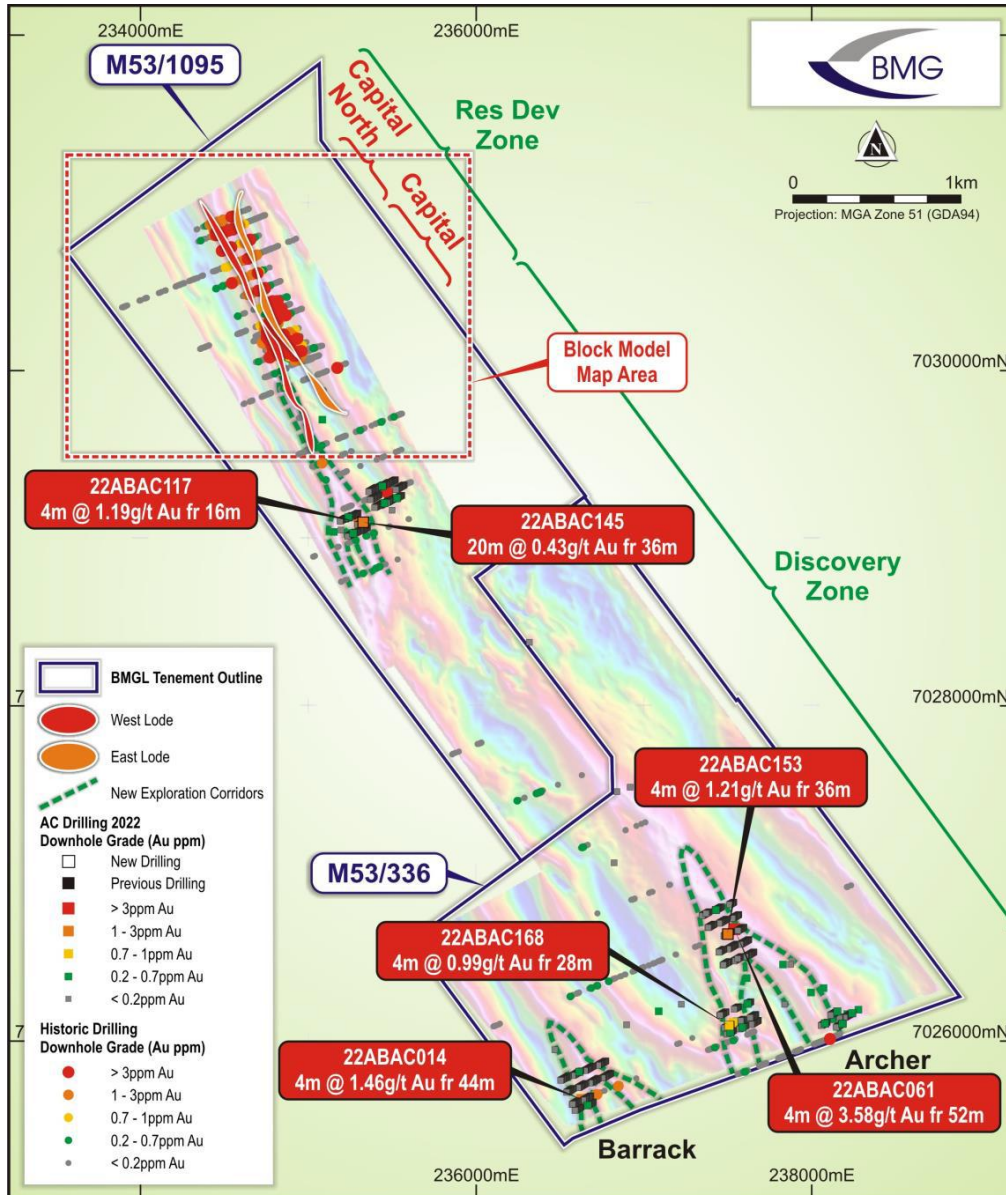 234000mE
236000mE
M53/1095
BMG
Capital
North
Capital
Res Dev
Zone
N
0 1km
Projection: MGA Zone 51 (GDA94)
Block Model
Map Area
7030000mN
22ABAC117
4m @ 1.19g/t Au fr 16m
22ABAC145
20m @ 0.43g/t Au fr 36m
Discovery
Zone
7028000mN
BMGL Tenement Outline
West Lode
East Lode
New Exploration Corridors
AC Drilling 2022
Downhole Grade (Au ppm)
New Drilling
Previous Drilling
> 3ppm Au
1 - 3ppm Au
0.7 - 1ppm Au
0.2 - 0.7ppm Au
< 0.2ppm Au
Historic Drilling
Downhole Grade (Au ppm)
> 3ppm Au
1 - 3ppm Au
0.7 - 1ppm Au
0.2 - 0.7ppm Au
< 0.2ppm Au
22ABAC153
4m @ 1.21g/t Au fr 36m
M53/336
22ABAC168
4m @ 0.99g/t Au fr 28m
7026000mN
22ABAC014
4m @ 1.46g/t Au fr 44m
Archer
22ABAC061
4m @ 3.58g/t Au fr 52m
Barrack
236000mE
238000mE